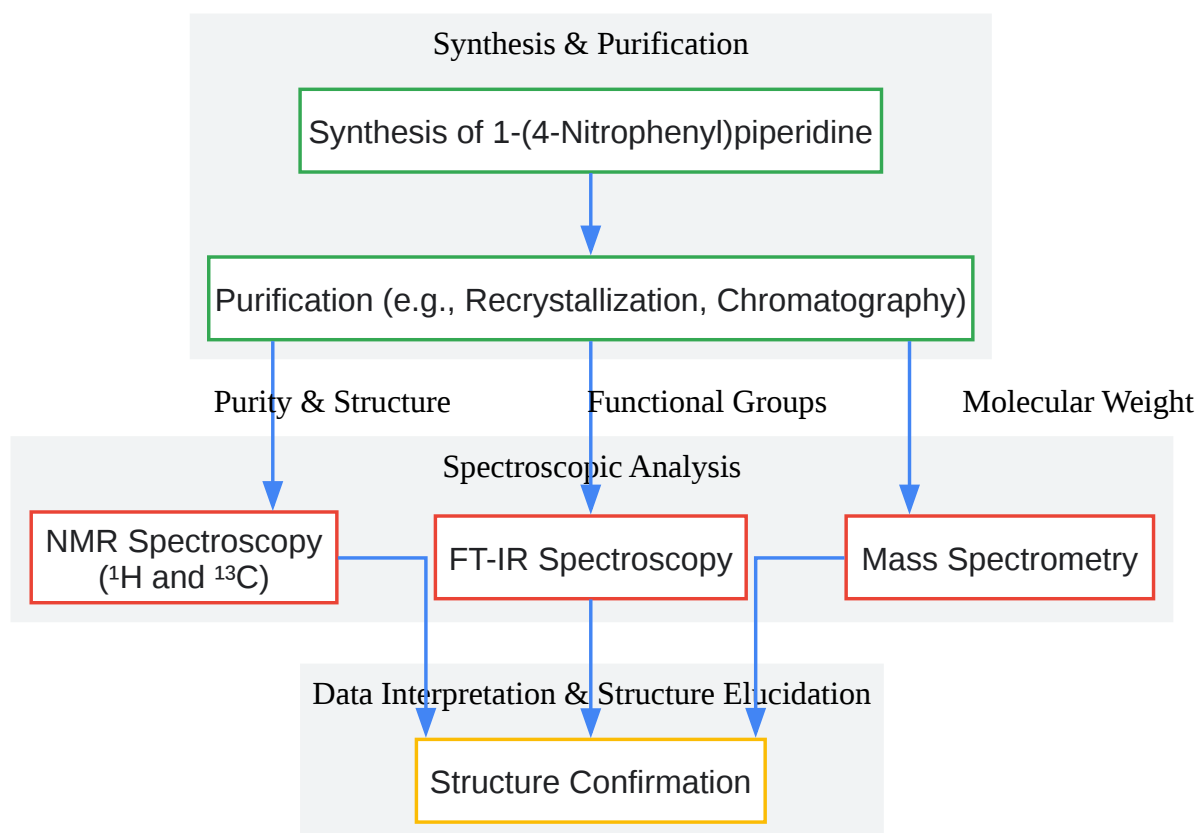 Synthesis & Purification
Synthesis of 1-(4-Nitrophenyl)piperidine
Purification (e.g., Recrystallization, Chromatography)
Purity & Structure
Functional Groups
Molecular Weight
Spectroscopic Analysis
NMR Spectroscopy
(¹H and ¹³C)
FT-IR Spectroscopy
Mass Spectrometry
Data Interpretation & Structure Elucidation
Structure Confirmation